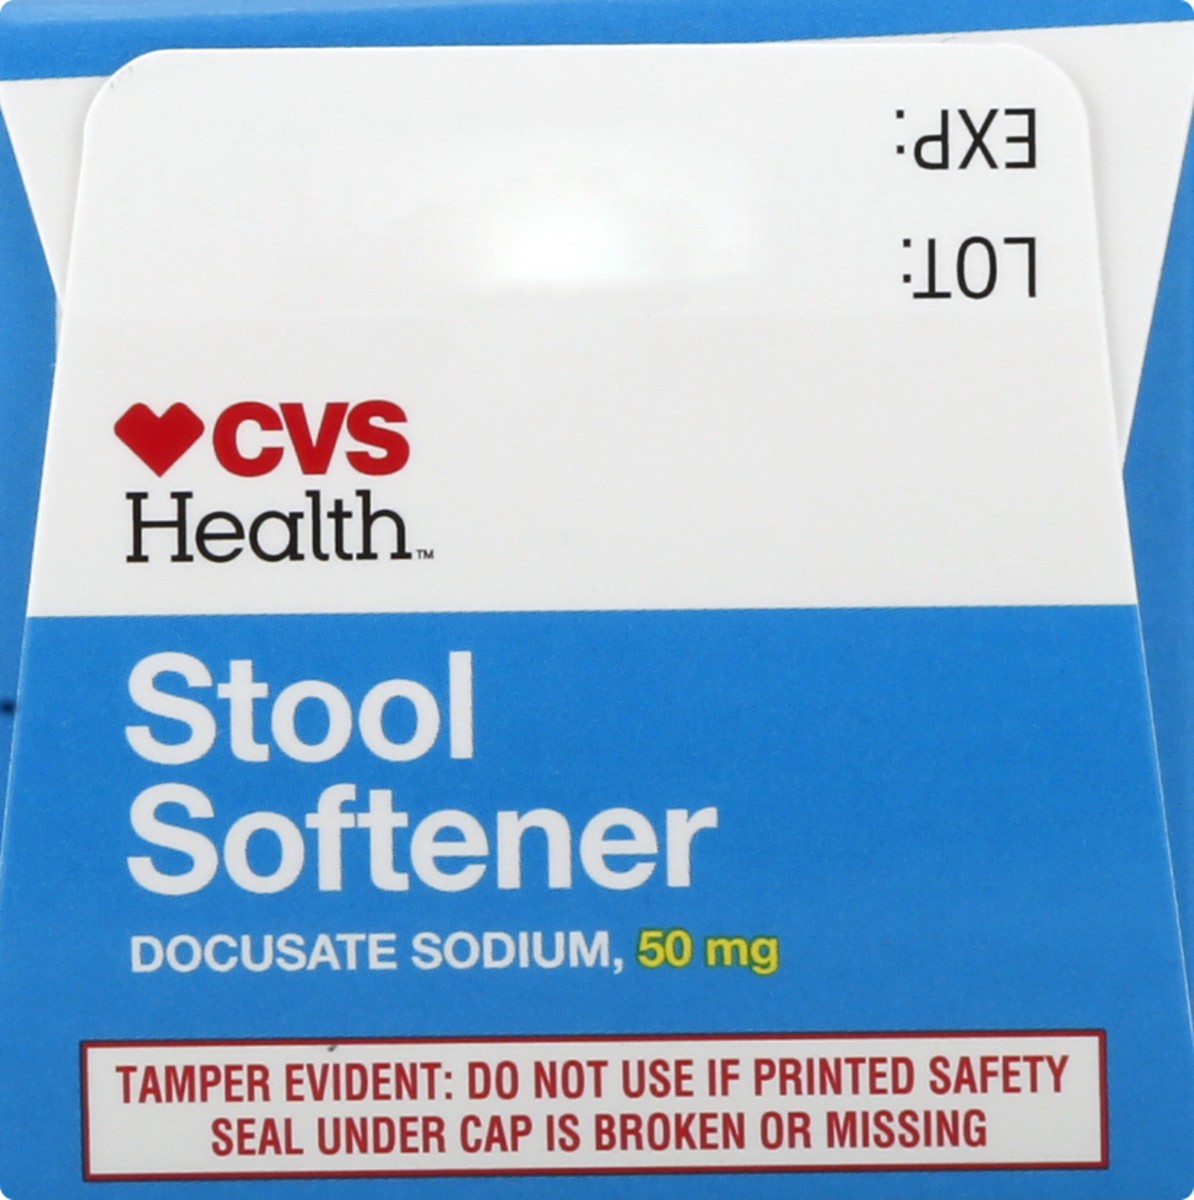 EXP:
LOT:
CVS
Health™
Stool
Softener
DOCUSATE SODIUM, 50 mg
TAMPER EVIDENT: DO NOT USE IF PRINTED SAFETY
SEAL UNDER CAP IS BROKEN OR MISSING